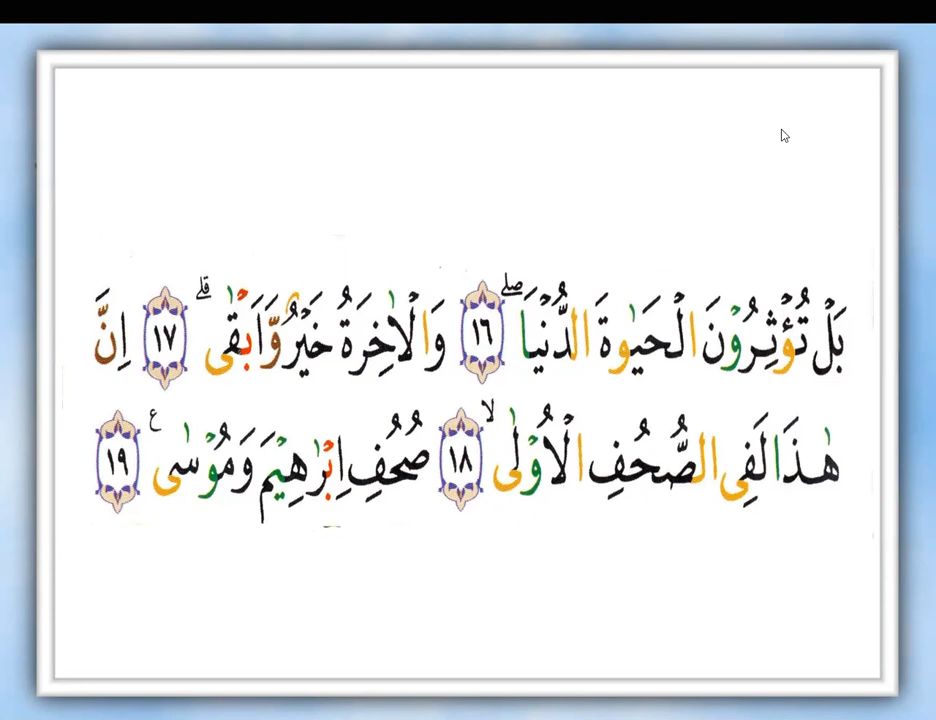 بَلْ تُؤْثِرُوْنَ الْحَيٰوةَ الدُّنْيَا ۖ ١٦ وَالْاٰخِرَةُ خَيْرٌ وَّاَبْقٰى ۗ ١٧ اِنَّ
هٰذَا لَفِى الصُّحُفِ الْاُوْلٰى ۙ ١٨ صُحُفِ اِبْرٰهِيْمَ وَمُوْسٰى ع ١٩